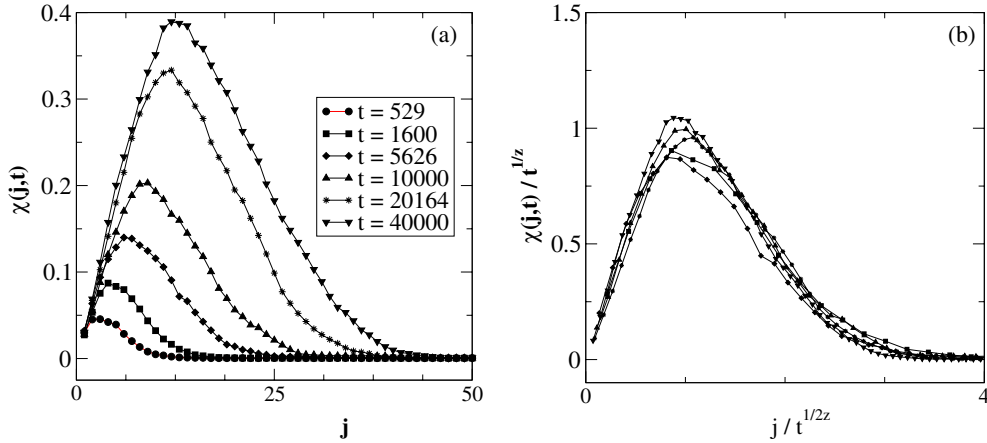 (a)
0.4
0.3
0.2
0.1
0
χ(j,t)
t = 529
t = 1600
t = 5626
t = 10000
t = 20164
t = 40000
0 25 50
j
(b)
1.5
1
0.5
0
χ(j,t) / t^{1/z}
0 2 4
j / t^{1/2z}